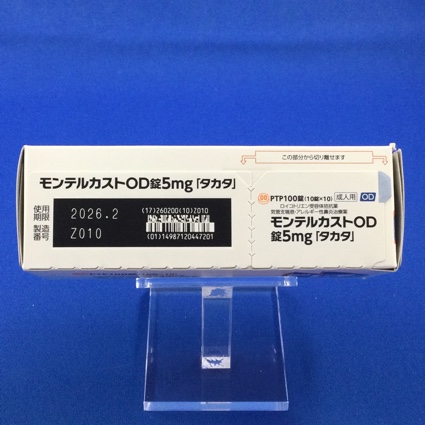 この部分から切り離せます
モンテルカストOD錠5mg「タカタ」
使用
期限
2026.2
製造
番号
Z010
(17)260200(10)Z010
(01)14987120447201
PTP100錠(10錠×10)
成人用
OD
ロイコトリエン受容体拮抗薬
気管支喘息・アレルギー性鼻炎治療薬
モンテルカストOD
錠5mg「タカタ」